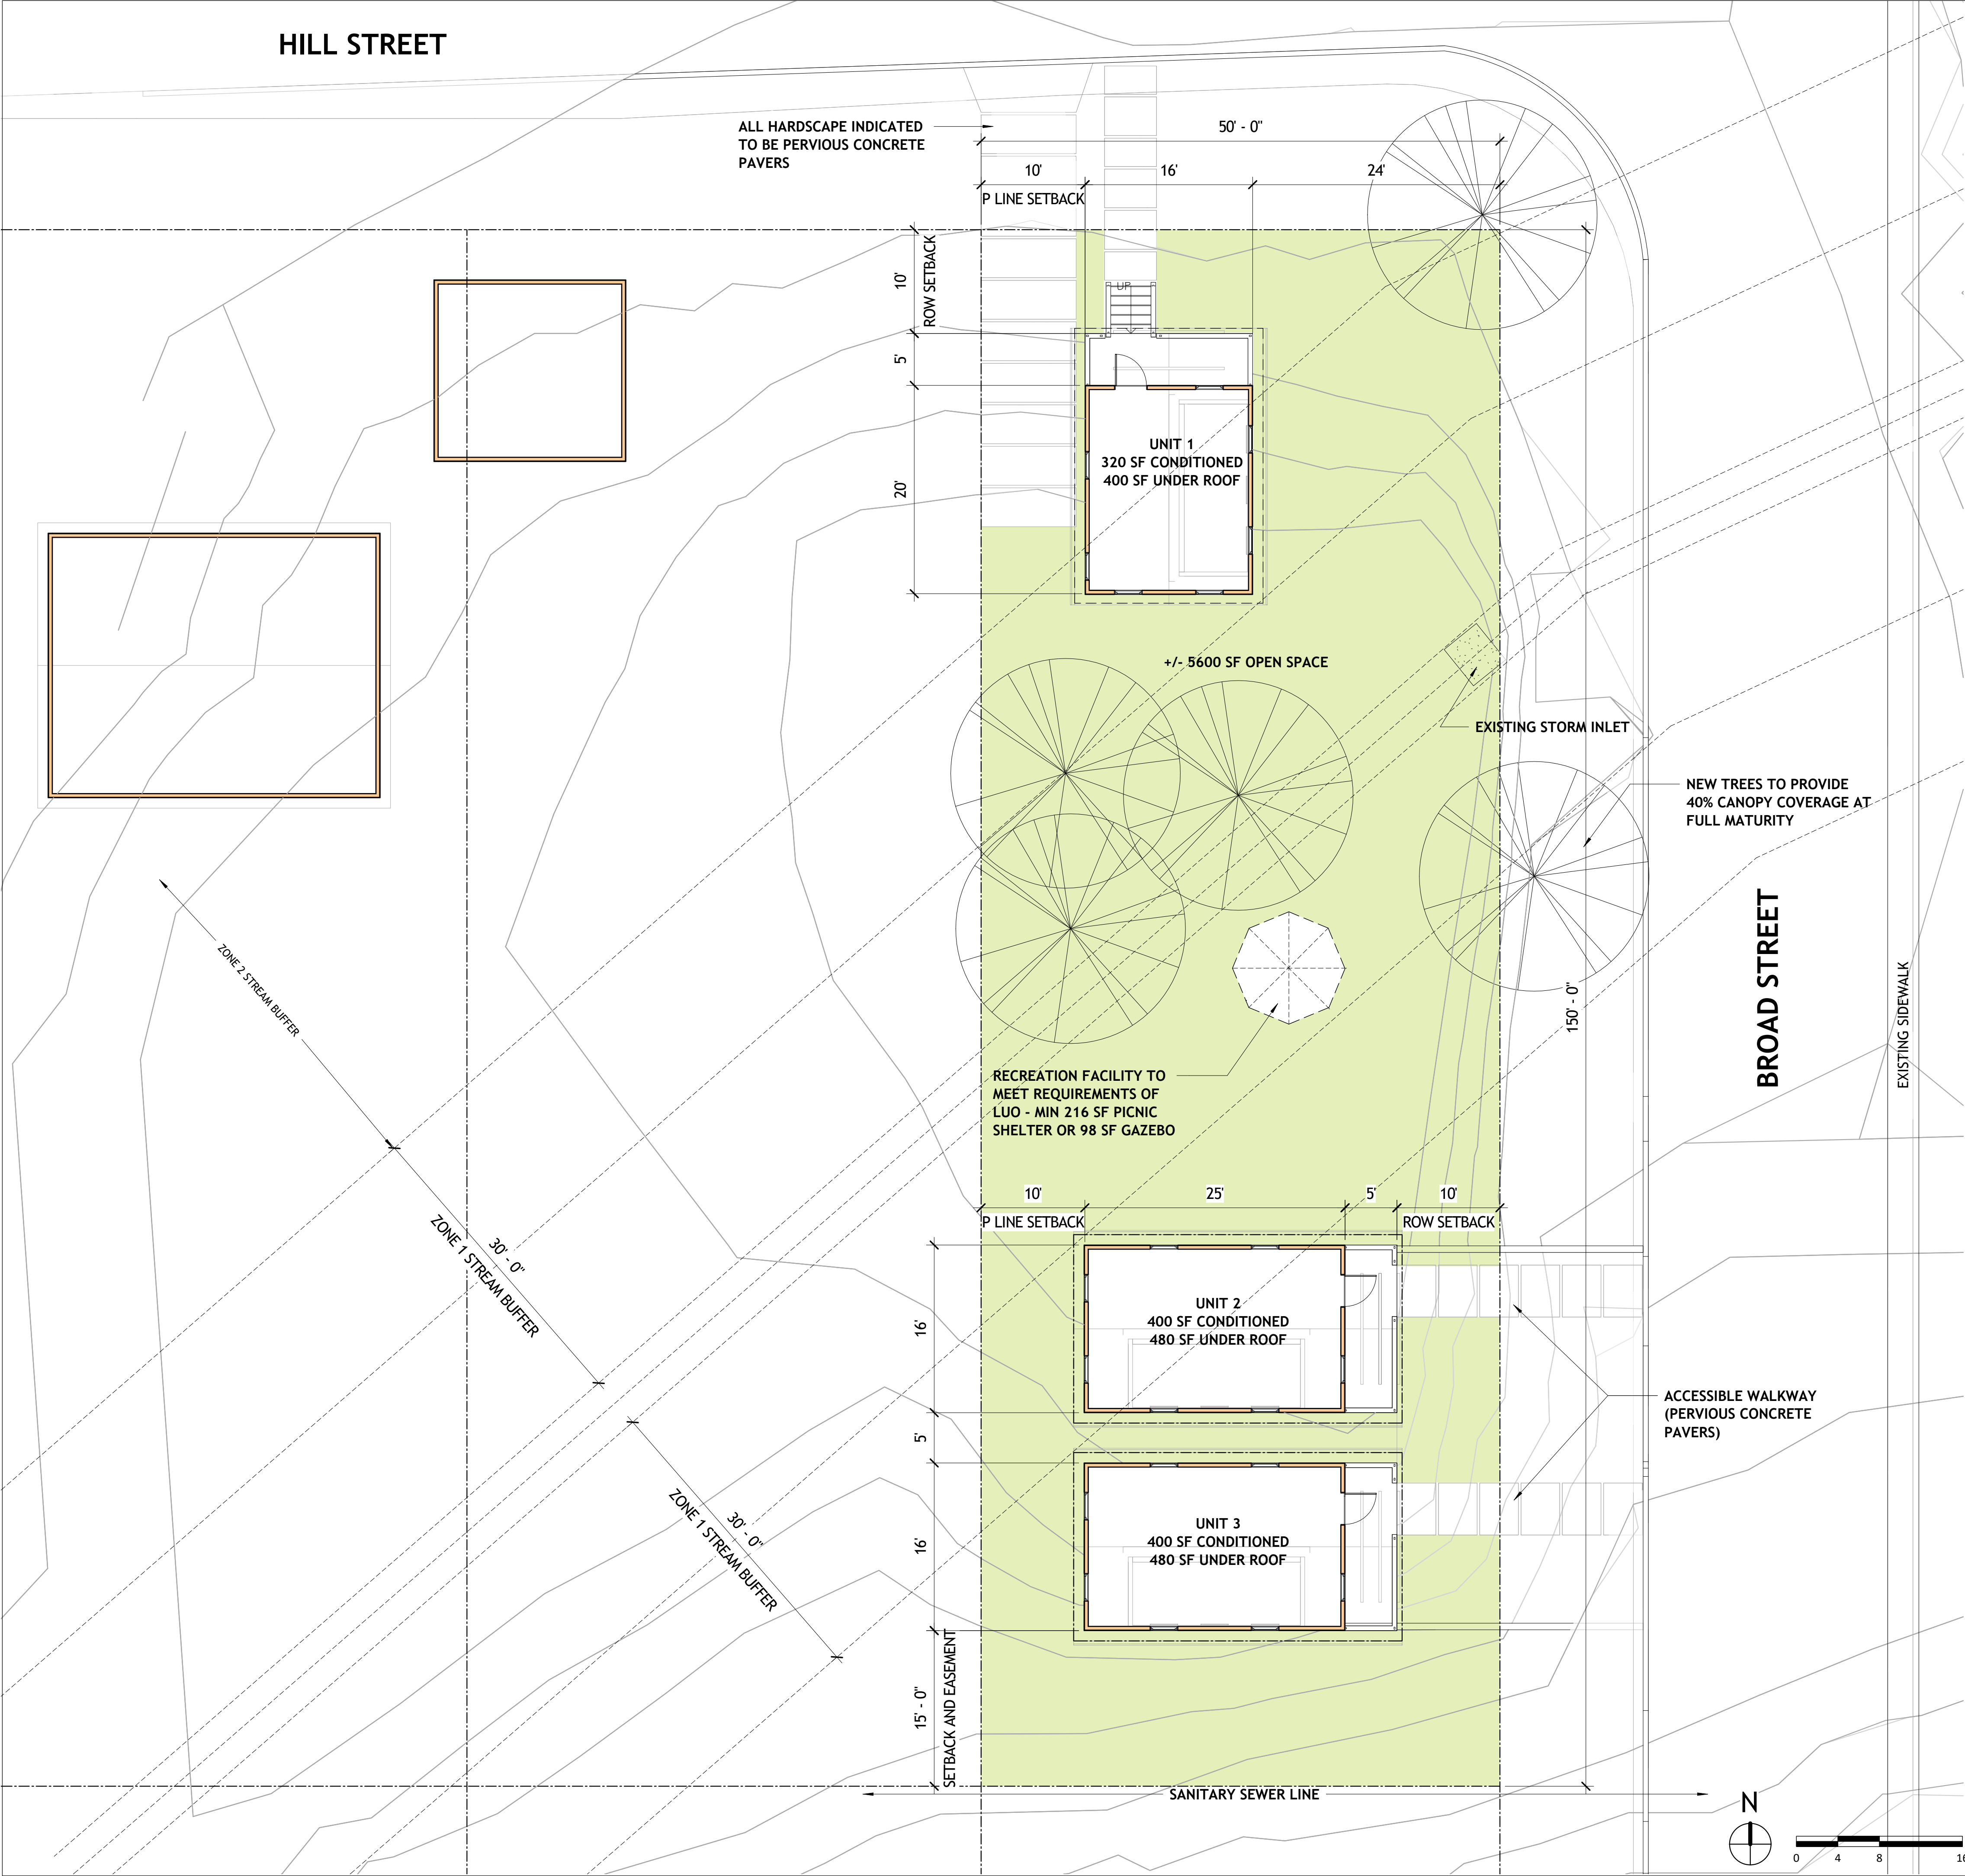 HILL STREET
ALL HARDSCAPE INDICATED
TO BE PERVIOUS CONCRETE
PAVERS
50' - 0"
10'
16'
24'
P LINE SETBACK
10'
ROW SETBACK
UP
5'
20'
UNIT 1
320 SF CONDITIONED
400 SF UNDER ROOF
+/- 5600 SF OPEN SPACE
EXISTING STORM INLET
NEW TREES TO PROVIDE
40% CANOPY COVERAGE AT
FULL MATURITY
BROAD STREET
EXISTING SIDEWALK
150' - 0"
ZONE 2 STREAM BUFFER
RECREATION FACILITY TO
MEET REQUIREMENTS OF
LUO - MIN 216 SF PICNIC
SHELTER OR 98 SF GAZEBO
10'
25'
5'
10'
P LINE SETBACK
ROW SETBACK
30' - 0"
ZONE 1 STREAM BUFFER
16'
UNIT 2
400 SF CONDITIONED
480 SF UNDER ROOF
ACCESSIBLE WALKWAY
(PERVIOUS CONCRETE
PAVERS)
5'
30' - 0"
ZONE 1 STREAM BUFFER
16'
UNIT 3
400 SF CONDITIONED
480 SF UNDER ROOF
15' - 0"
SETBACK AND EASEMENT
SANITARY SEWER LINE
N
0 4 8 16